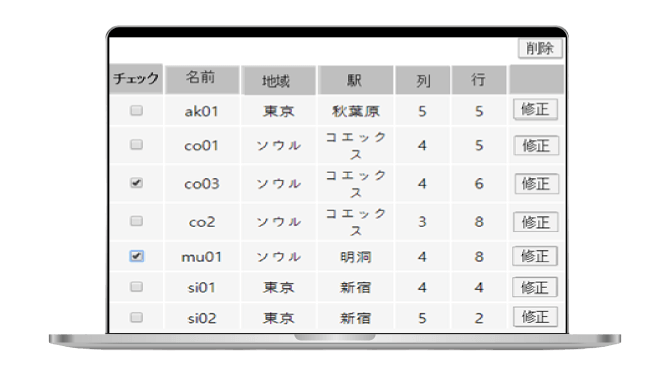 削除
チェック 名前 地域 駅 列 行
ak01 東京 秋葉原 5 5 修正
co01 ソウル コエックス 4 5 修正
co03 ソウル コエックス 4 6 修正
co2 ソウル コエックス 3 8 修正
mu01 ソウル 明洞 4 8 修正
si01 東京 新宿 4 4 修正
si02 東京 新宿 5 2 修正